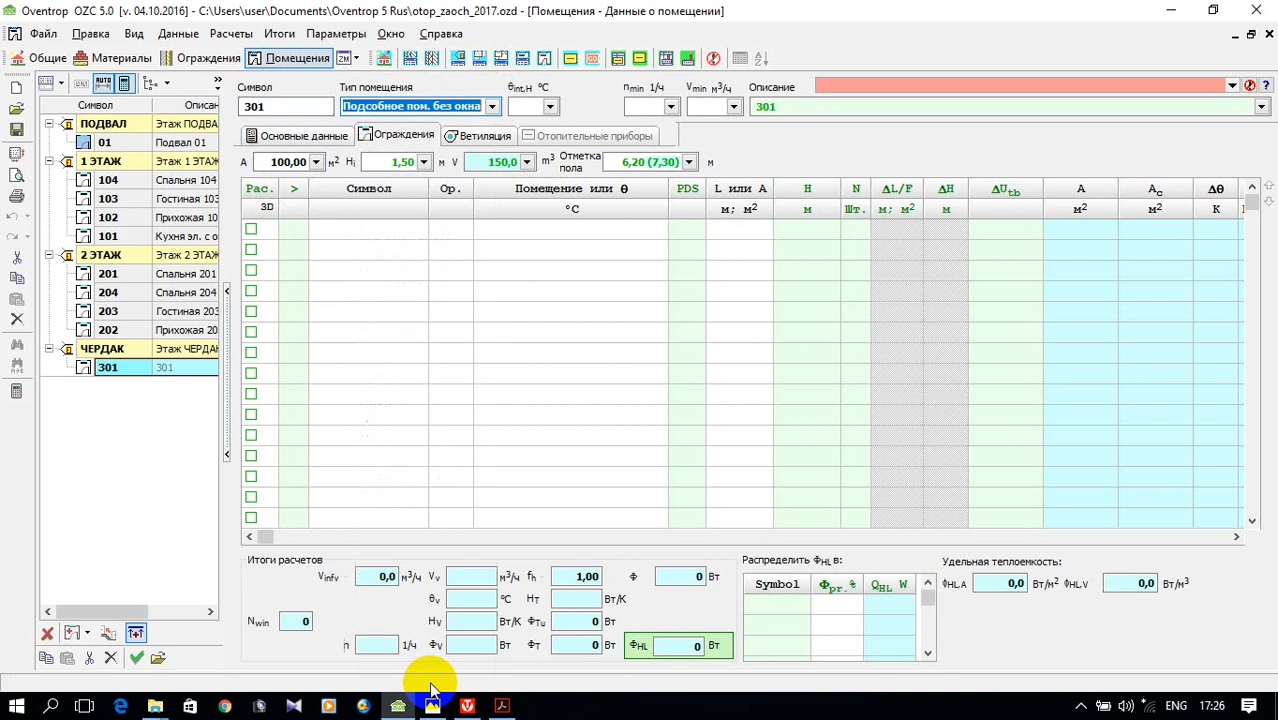 Oventrop OZC 5.0 [v. 04.10.2016] - C:\Users\user\Documents\Oventrop 5 Rus\otop_zaoch_2017.ozd - [Помещения - Данные о помещении]
Файл Правка Вид Данные Расчеты Итоги Параметры Окно Справка
Общие Материалы Ограждения Помещения
Символ Тип помещения θint,H °C nmin 1/ч Vmin м³/ч Описание
301 Подсобное пом. без окна 301
Основные данные Ограждения Ветиляция Отопительные приборы
A 100,00 м² Hi 1,50 м V 150,0 м³ Отметка пола 6,20 (7,30) м
Рас. > Символ Ор. Помещение или θ PDS L или A H N ΔL/F ΔH ΔUtb A Ac Δθ
3D °C м; м² м Шт. м; м² м м² м² K
Символ Описан
ПОДВАЛ Этаж ПОДВА
01 Подвал 01
1 ЭТАЖ Этаж 1 ЭТАЖ
104 Спальня 104
103 Гостиная 103
102 Прихожая 10
101 Кухня эл. с о
2 ЭТАЖ Этаж 2 ЭТАЖ
201 Спальня 201
204 Спальня 204
203 Гостиная 203
202 Прихожая 20
ЧЕРДАК Этаж ЧЕРДАК
301 301
Итоги расчетов
Vinfv 0,0 м³/ч Vv м³/ч fh 1,00 Φ 0 Вт
θv °C HT Вт/K
Nwin 0 HV Вт/K ΦTu 0 Вт
n 1/ч ΦV Вт ΦT 0 Вт ΦHL 0 Вт
Распределить ΦHL в:
Symbol Φpr.% QHL W
Удельная теплоемкость:
ΦHL,A 0,0 Вт/м² ΦHL,V 0,0 Вт/м³
ENG 17:26